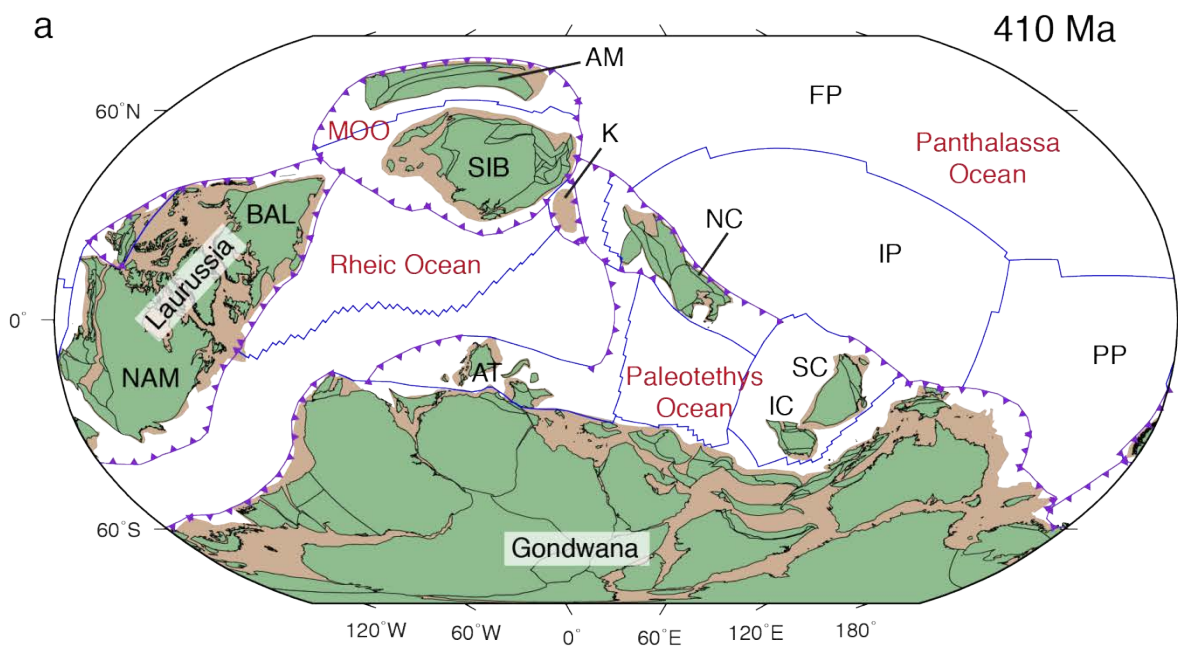 a
410 Ma
AM
60°N
FP
MOO
K
Panthalassa
Ocean
SIB
BAL
NC
IP
Rheic Ocean
Laurussia
0°
PP
SC
NAM
AT
Paleotethys
Ocean
IC
60°S
Gondwana
120°W
60°W
0°
60°E
120°E
180°